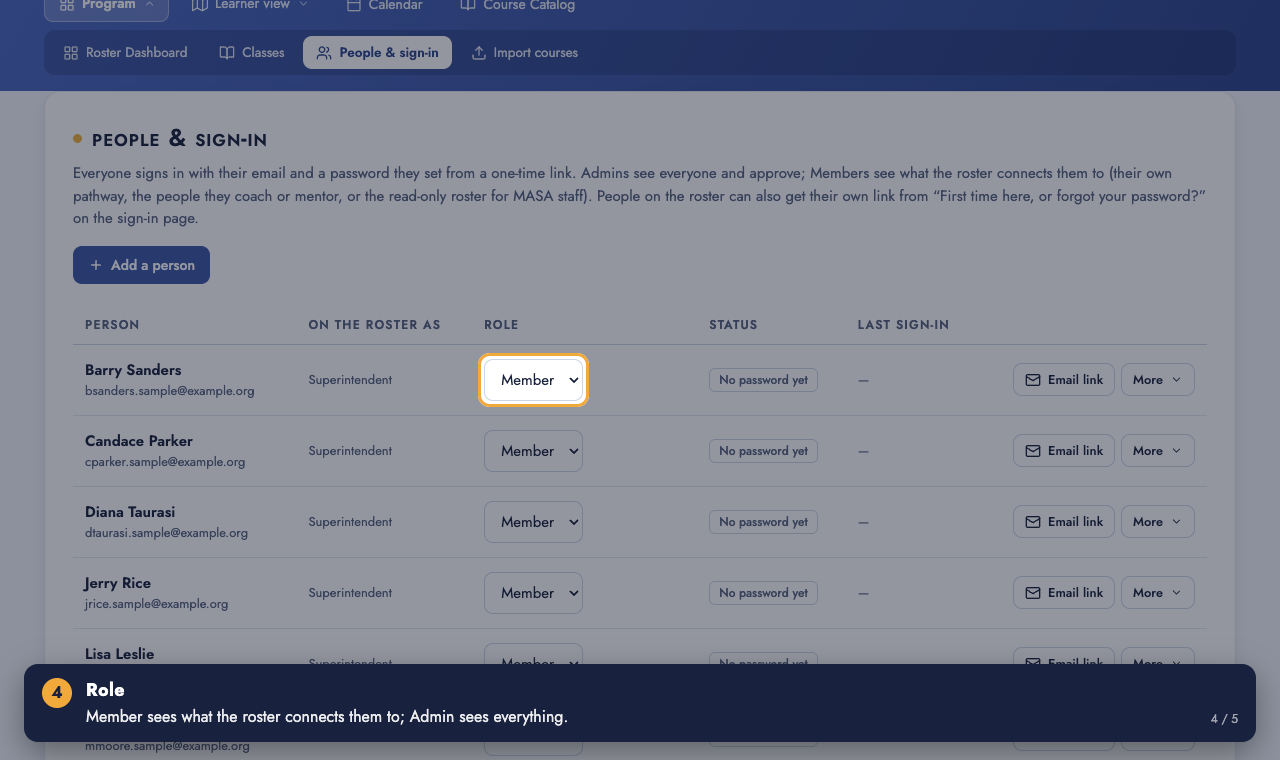 Program
Learner view
Calendar
Course Catalog
Roster Dashboard
Classes
People & sign-in
Import courses
PEOPLE & SIGN-IN
Everyone signs in with their email and a password they set from a one-time link. Admins see everyone and approve; Members see what the roster connects them to (their own
pathway, the people they coach or mentor, or the read-only roster for MASA staff). People on the roster can also get their own link from “First time here, or forgot your password?”
on the sign-in page.
+ Add a person
PERSON ON THE ROSTER AS ROLE STATUS LAST SIGN-IN
Barry Sanders
bsanders.sample@example.org
Superintendent Member No password yet — Email link More
Candace Parker
cparker.sample@example.org
Superintendent Member No password yet — Email link More
Diana Taurasi
dtaurasi.sample@example.org
Superintendent Member No password yet — Email link More
Jerry Rice
jrice.sample@example.org
Superintendent Member No password yet — Email link More
Lisa Leslie
Superintendent Member No password yet — Email link More
4 Role
Member sees what the roster connects them to; Admin sees everything.
4 / 5
mmoore.sample@example.org